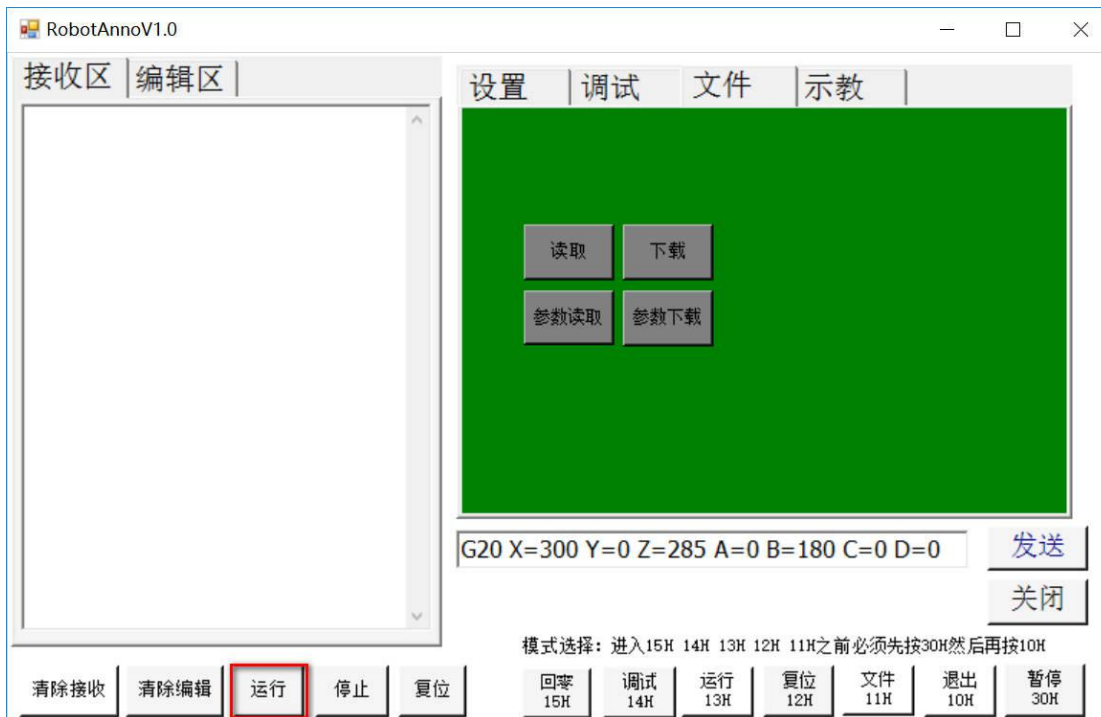 RobotAnnoV1.0
接收区 编辑区
设置 调试 文件 示教
读取 下载
参数读取 参数下载
G20 X=300 Y=0 Z=285 A=0 B=180 C=0 D=0 发送
关闭
模式选择: 进入15H 14H 13H 12H 11H之前必须先按30H然后再按10H
清除接收 清除编辑 运行 停止 复位
回零 调试 运行 复位 文件 退出 暂停
15H 14H 13H 12H 11H 10H 30H